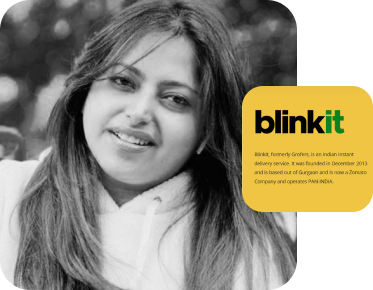 blinkit
Blinkit, formerly Grofers, is an Indian instant
delivery service. It was founded in December 2013
and is based out of Gurgaon and is now a Zomato
Company and operates PAN-INDIA.